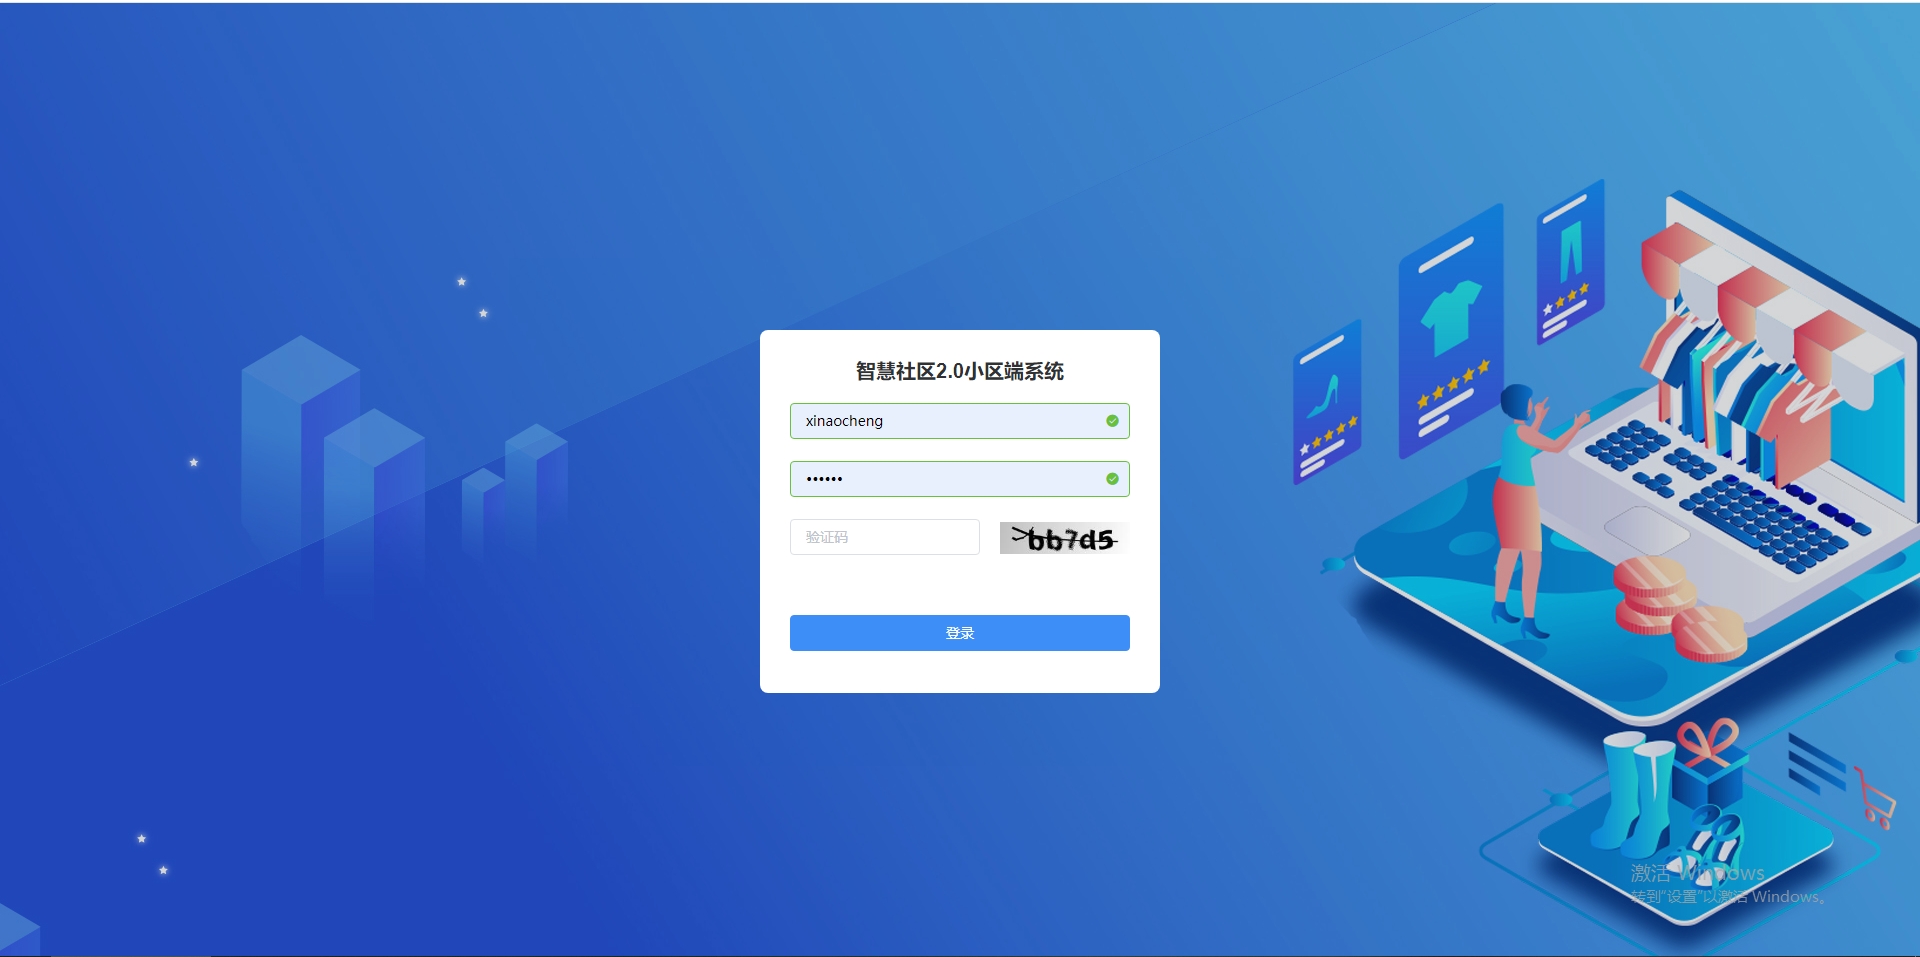 智慧社区2.0小区端系统
xinaocheng
••••••
验证码
bb7d5
登录
激活 Windows
转到"设置"以激活 Windows。